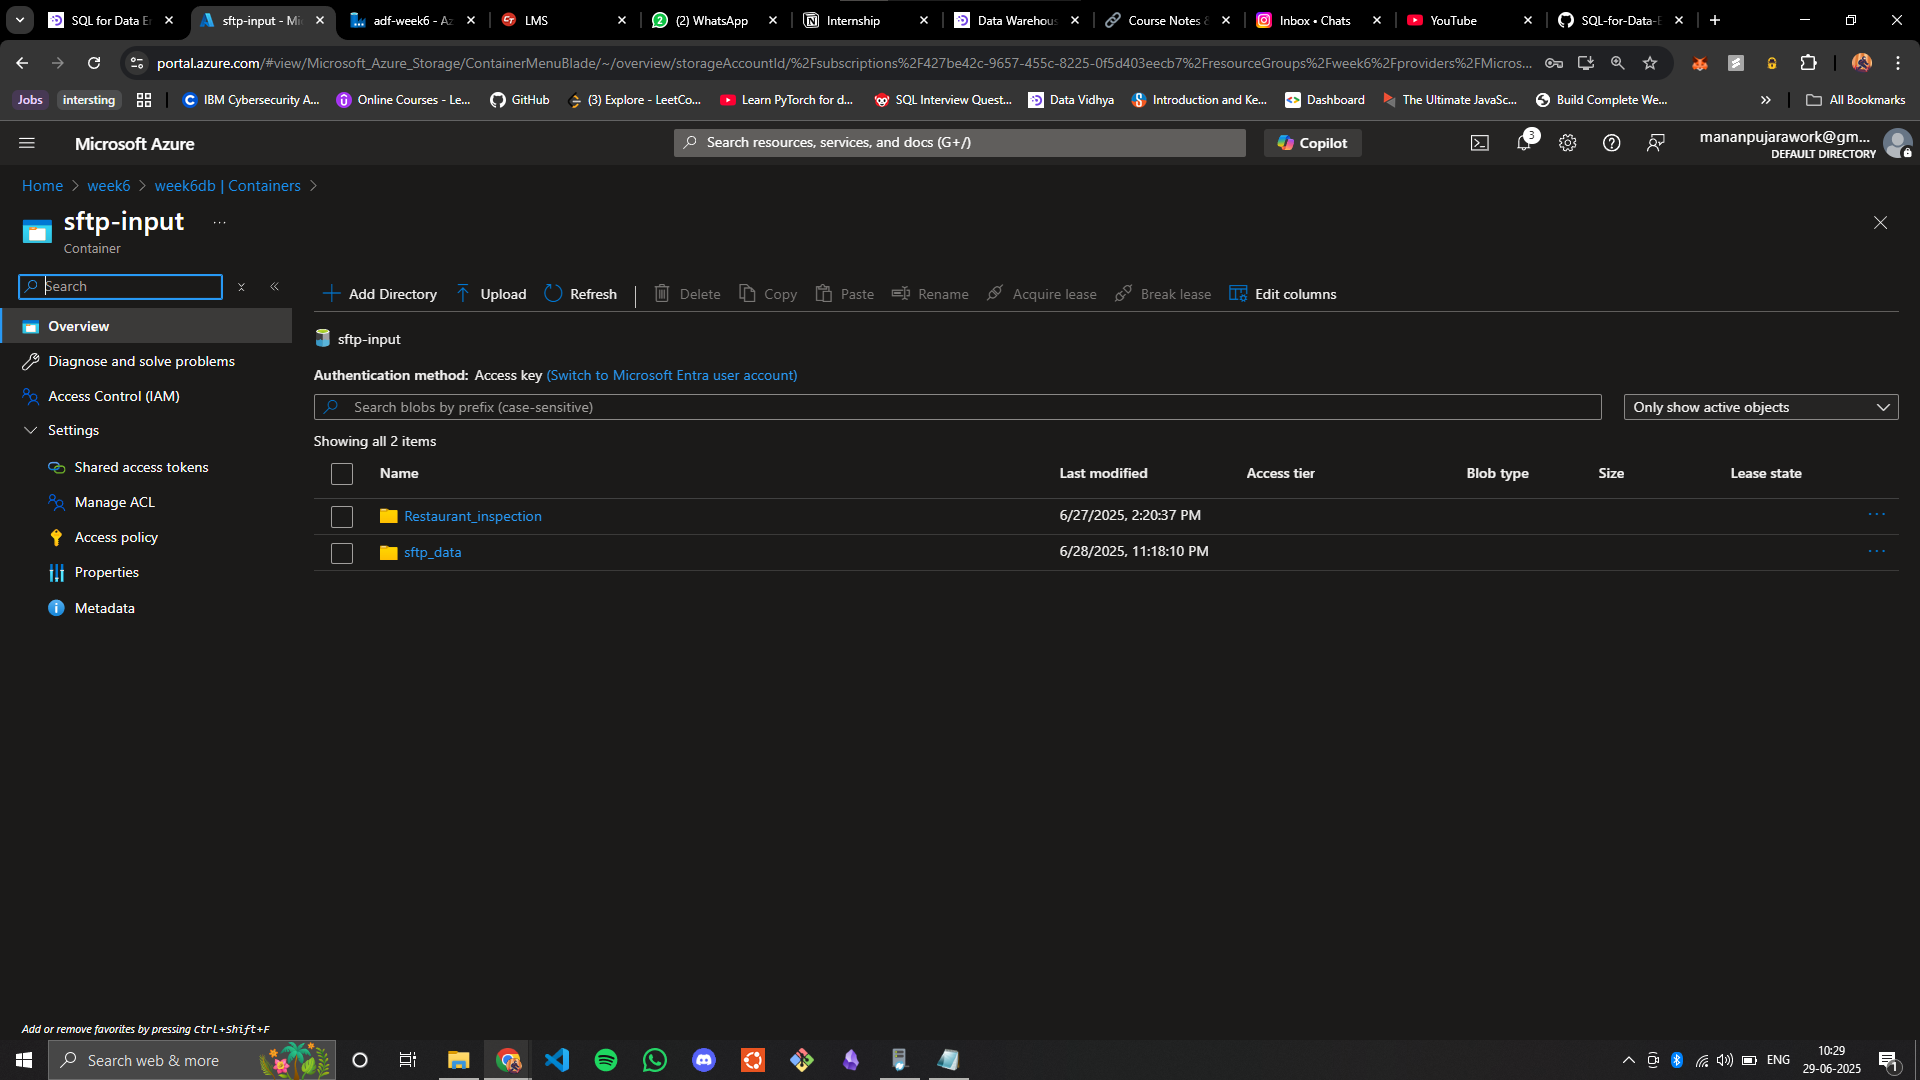 SQL for Data E
sftp-input - Mi
adf-week6 - Az
LMS
(2) WhatsApp
Internship
Data Warehous
Course Notes &
Inbox • Chats
YouTube
SQL-for-Data-E
portal.azure.com/#view/Microsoft_Azure_Storage/ContainerMenuBlade/~/overview/storageAccountId/%2Fsubscriptions%2F427be42c-9657-455c-8225-0f5d403eecb7%2FresourceGroups%2Fweek6%2Fproviders%2FMicros...
Jobs
intersting
IBM Cybersecurity A...
Online Courses - Le...
GitHub
(3) Explore - LeetCo...
Learn PyTorch for d...
SQL Interview Quest...
Data Vidhya
Introduction and Ke...
Dashboard
The Ultimate JavaSc...
Build Complete We...
All Bookmarks
Microsoft Azure
Search resources, services, and docs (G+/)
Copilot
3
mananpujarawork@gm...
DEFAULT DIRECTORY
Home > week6 > week6db | Containers >
sftp-input ...
Container
Search
Add Directory
Upload
Refresh
Delete
Copy
Paste
Rename
Acquire lease
Break lease
Edit columns
Overview
Diagnose and solve problems
Access Control (IAM)
Settings
Shared access tokens
Manage ACL
Access policy
Properties
Metadata
sftp-input
Authentication method: Access key (Switch to Microsoft Entra user account)
Search blobs by prefix (case-sensitive)
Only show active objects
Showing all 2 items
Name Last modified Access tier Blob type Size Lease state
Restaurant_inspection 6/27/2025, 2:20:37 PM ...
sftp_data 6/28/2025, 11:18:10 PM ...
Add or remove favorites by pressing Ctrl+Shift+F
Search web & more
ENG
10:29
29-06-2025
1